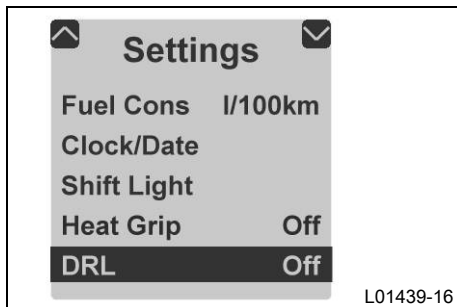 Settings
Fuel Cons l/100km
Clock/Date
Shift Light
Heat Grip Off
DRL Off
L01439-16